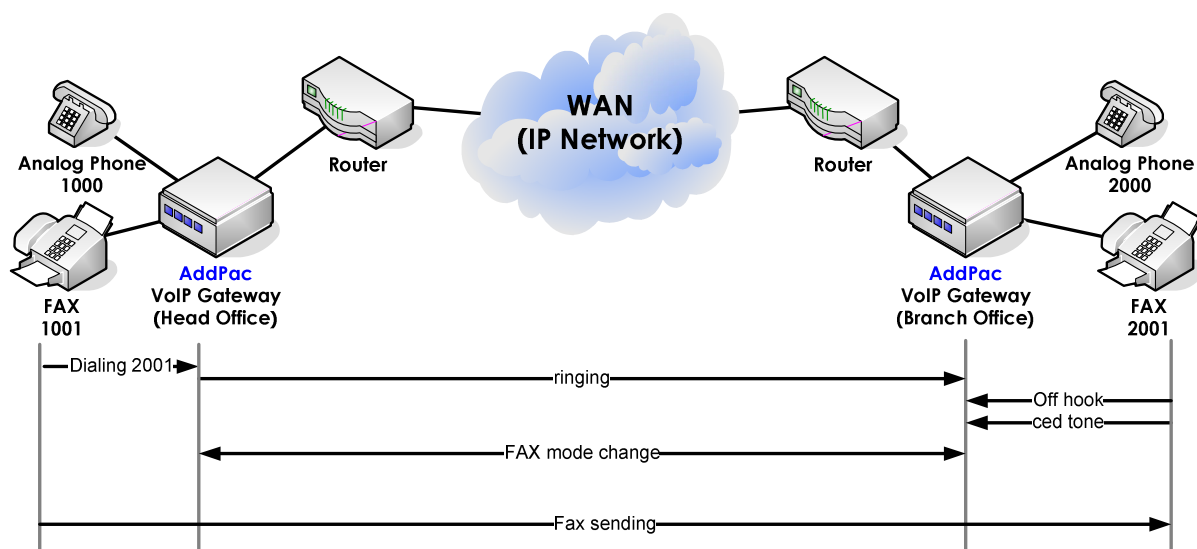 WAN
(IP Network)
Analog Phone
1000
Router
Router
Analog Phone
2000
FAX
1001
AddPac
VoIP Gateway
(Head Office)
AddPac
VoIP Gateway
(Branch Office)
FAX
2001
Dialing 2001
ringing
Off hook
ced tone
FAX mode change
Fax sending